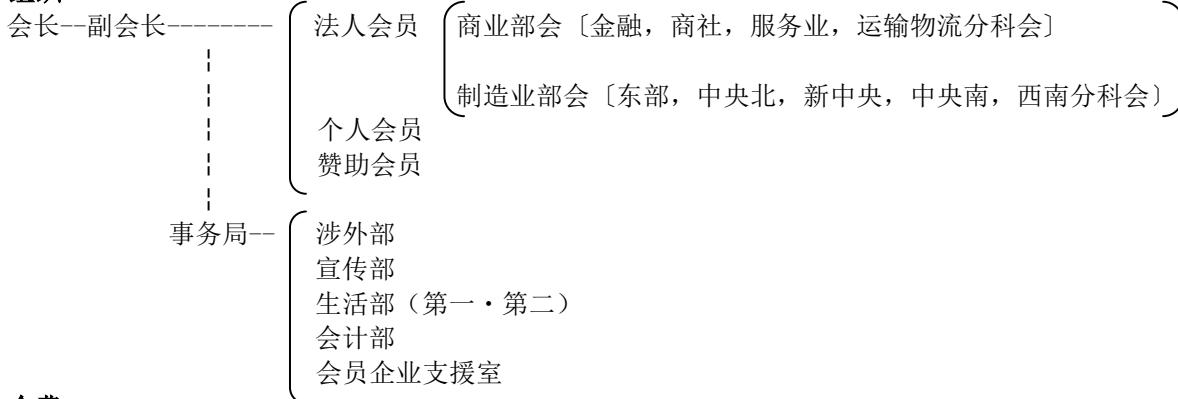 会长--副会长-------- 法人会员 商业部会〔金融，商社，服务业，运输物流分科会〕
制造业部会〔东部，中央北，新中央，中央南，西南分科会〕
个人会员
赞助会员
事务局-- 涉外部
宣传部
生活部（第一・第二）
会计部
会员企业支援室